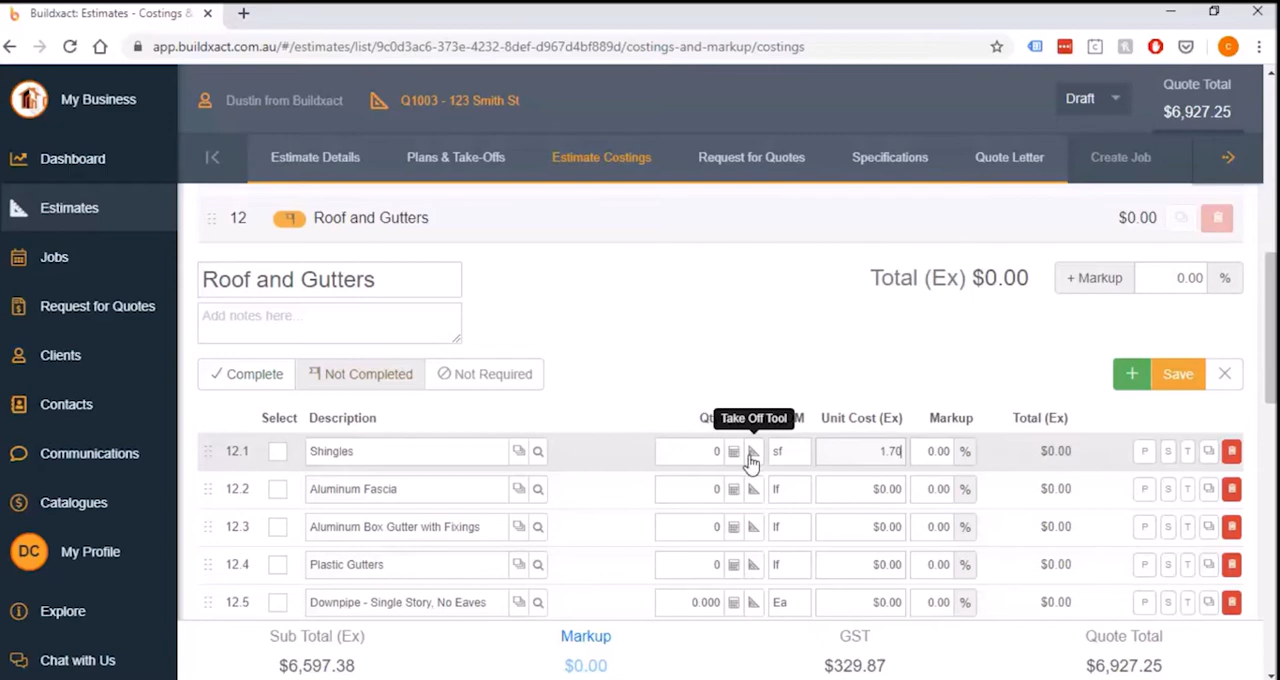 Buildxact: Estimates - Costings &
app.buildxact.com.au/#/estimates/list/9c0d3ac6-373e-4232-8def-d967d4bf889d/costings-and-markup/costings
My Business
Dustin from Buildxact
Q1003 - 123 Smith St
Draft
Quote Total
$6,927.25
Dashboard
Estimates
Jobs
Request for Quotes
Clients
Contacts
Communications
Catalogues
DC My Profile
Explore
Chat with Us
Estimate Details Plans & Take-Offs Estimate Costings Request for Quotes Specifications Quote Letter Create Job
12 Roof and Gutters $0.00
Roof and Gutters Total (Ex) $0.00 + Markup 0.00 %
Add notes here...
Complete Not Completed Not Required + Save
Take Off Tool
Select Description Qt M Unit Cost (Ex) Markup Total (Ex)
12.1 Shingles 0 sf 1.70 0.00 % $0.00 P S T
12.2 Aluminum Fascia 0 lf $0.00 0.00 % $0.00 P S T
12.3 Aluminum Box Gutter with Fixings 0 lf $0.00 0.00 % $0.00 P S T
12.4 Plastic Gutters 0 lf $0.00 0.00 % $0.00 P S T
12.5 Downpipe - Single Story, No Eaves 0.000 Ea $0.00 0.00 % $0.00 P S T
Sub Total (Ex) Markup GST Quote Total
$6,597.38 $0.00 $329.87 $6,927.25